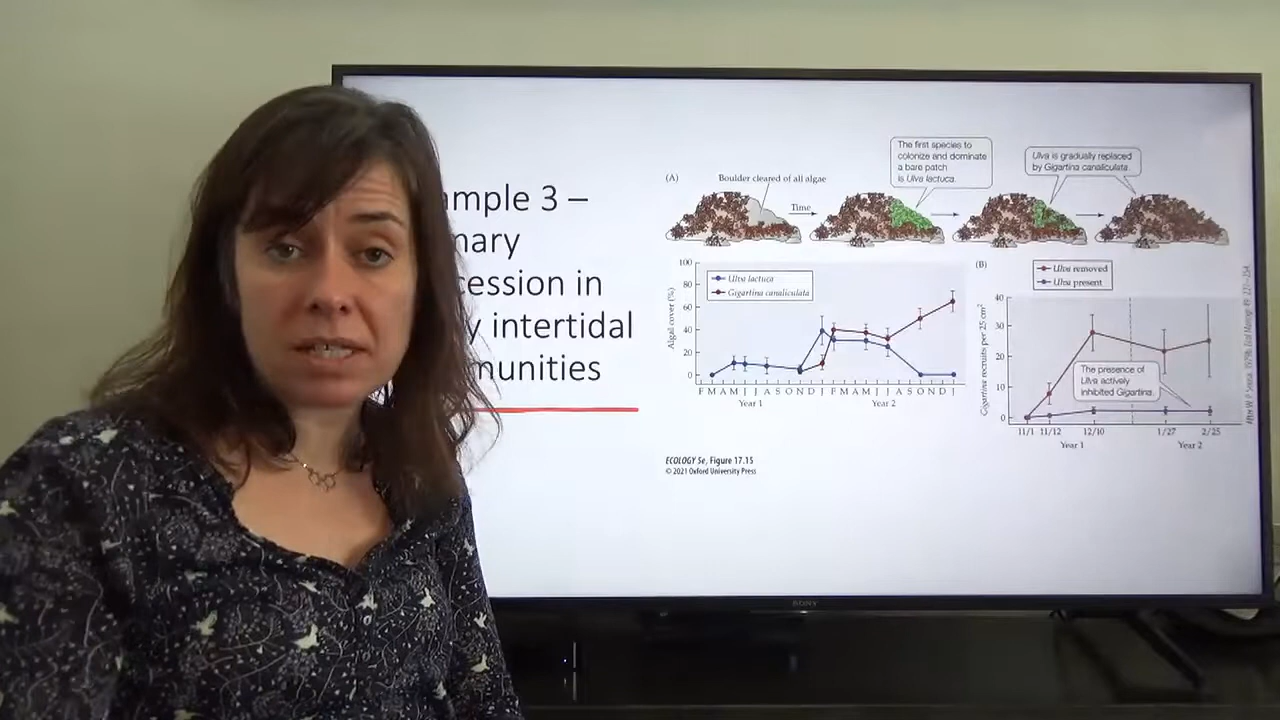 ample 3 –
nary
ession in
y intertidal
munities
(A)
Boulder cleared of all algae
Time
The first species to
colonize and dominate
a bare patch
is Ulva lactuca.
Ulva is gradually replaced
by Gigartina canaliculata.
100
80
60
40
20
0
Algal cover (%)
Ulva lactuca
Gigartina canaliculata
F M A M J J A S O N D J F M A M J J A S O N D J
Year 1
Year 2
(B)
Ulva removed
Ulva present
40
30
20
10
0
Gigartina recruits per 25 cm²
The presence of
Ulva actively
inhibited Gigartina.
11/1 11/12 12/10 1/27 2/25
Year 1
Year 2
ECOLOGY 5e, Figure 17.15
© 2021 Oxford University Press
SONY